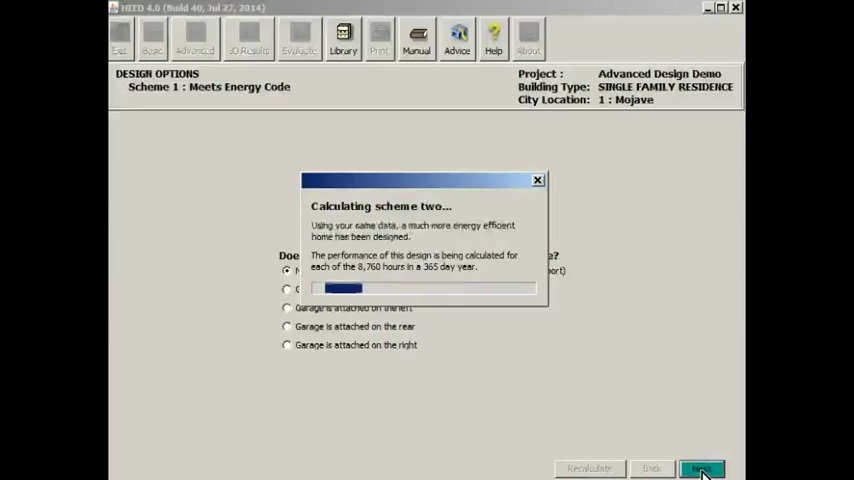 HEED 4.0 (Build 40, Jul 27, 2014)
Exit Basic Advanced 3D Results Evaluate Library Print Manual Advice Help About
DESIGN OPTIONS
Scheme 1 : Meets Energy Code
Project : Advanced Design Demo
Building Type: SINGLE FAMILY RESIDENCE
City Location: 1 : Mojave
Calculating scheme two...
Using your same data, a much more energy efficient
home has been designed.
The performance of this design is being calculated for
each of the 8,760 hours in a 365 day year.
Garage is attached on the left
Garage is attached on the rear
Garage is attached on the right
Recalculate Back Next